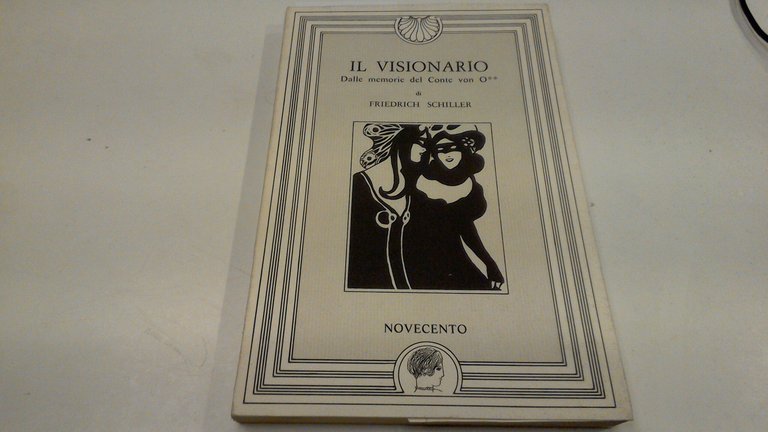 IL VISIONARIO
Dalle memorie del Conte von O**
di
FRIEDRICH SCHILLER
NOVECENTO